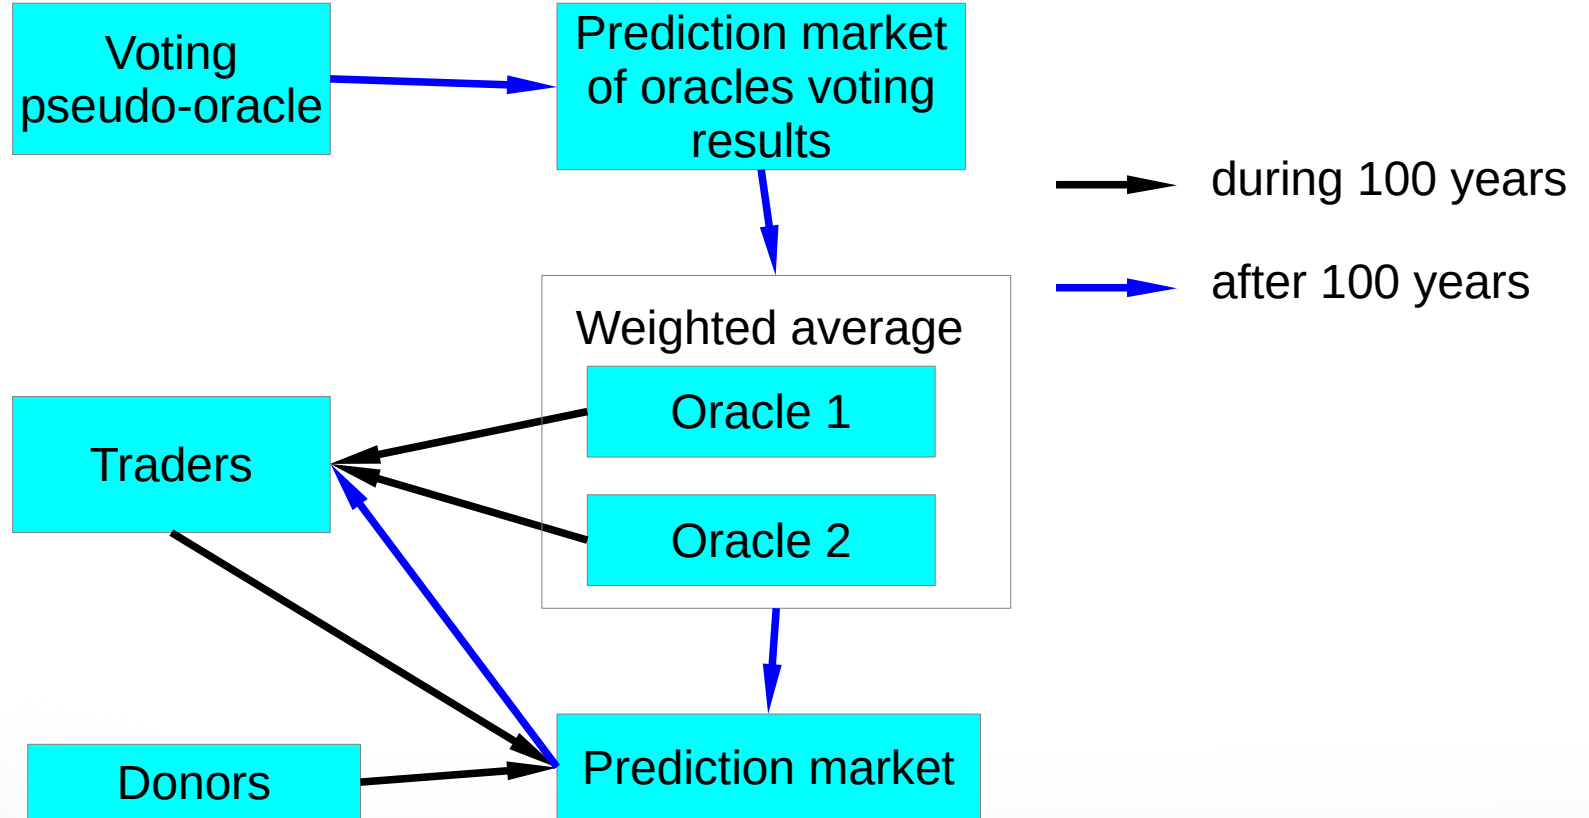 Voting
pseudo-oracle
Prediction market
of oracles voting
results
during 100 years
after 100 years
Weighted average
Oracle 1
Traders
Oracle 2
Prediction market
Donors